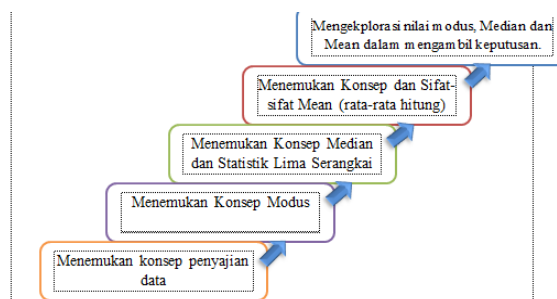 Mengekplorasi nilai modus, Median dan
Mean dalam mengambil keputusan.
Menemukan Konsep dan Sifat-
sifat Mean (rata-rata hitung)
Menemukan Konsep Median
dan Statistik Lima Serangkai
Menemukan Konsep Modus
Menemukan konsep penyajian
data